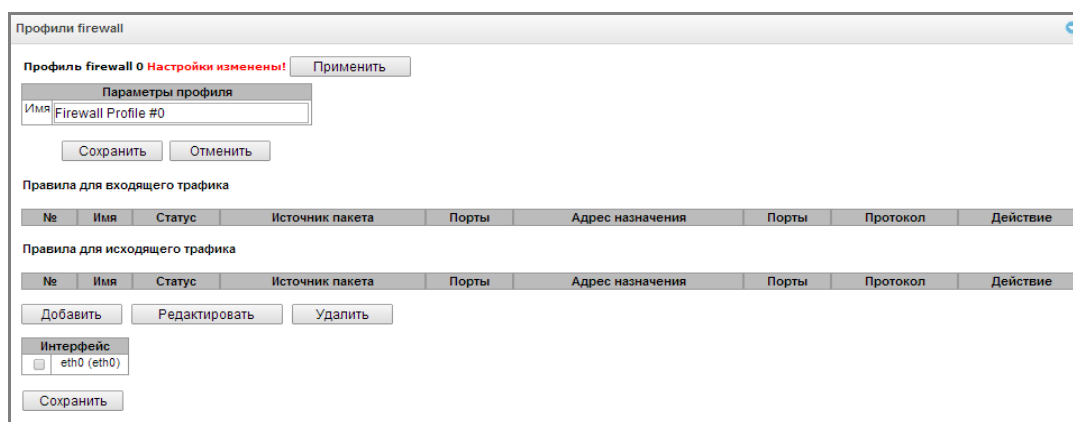 Профили firewall
Профиль firewall 0 Настройки изменены! Применить
Параметры профиля
Имя Firewall Profile #0
Сохранить Отменить
Правила для входящего трафика
№ Имя Статус Источник пакета Порты Адрес назначения Порты Протокол Действие
Правила для исходящего трафика
№ Имя Статус Источник пакета Порты Адрес назначения Порты Протокол Действие
Добавить Редактировать Удалить
Интерфейс
eth0 (eth0)
Сохранить